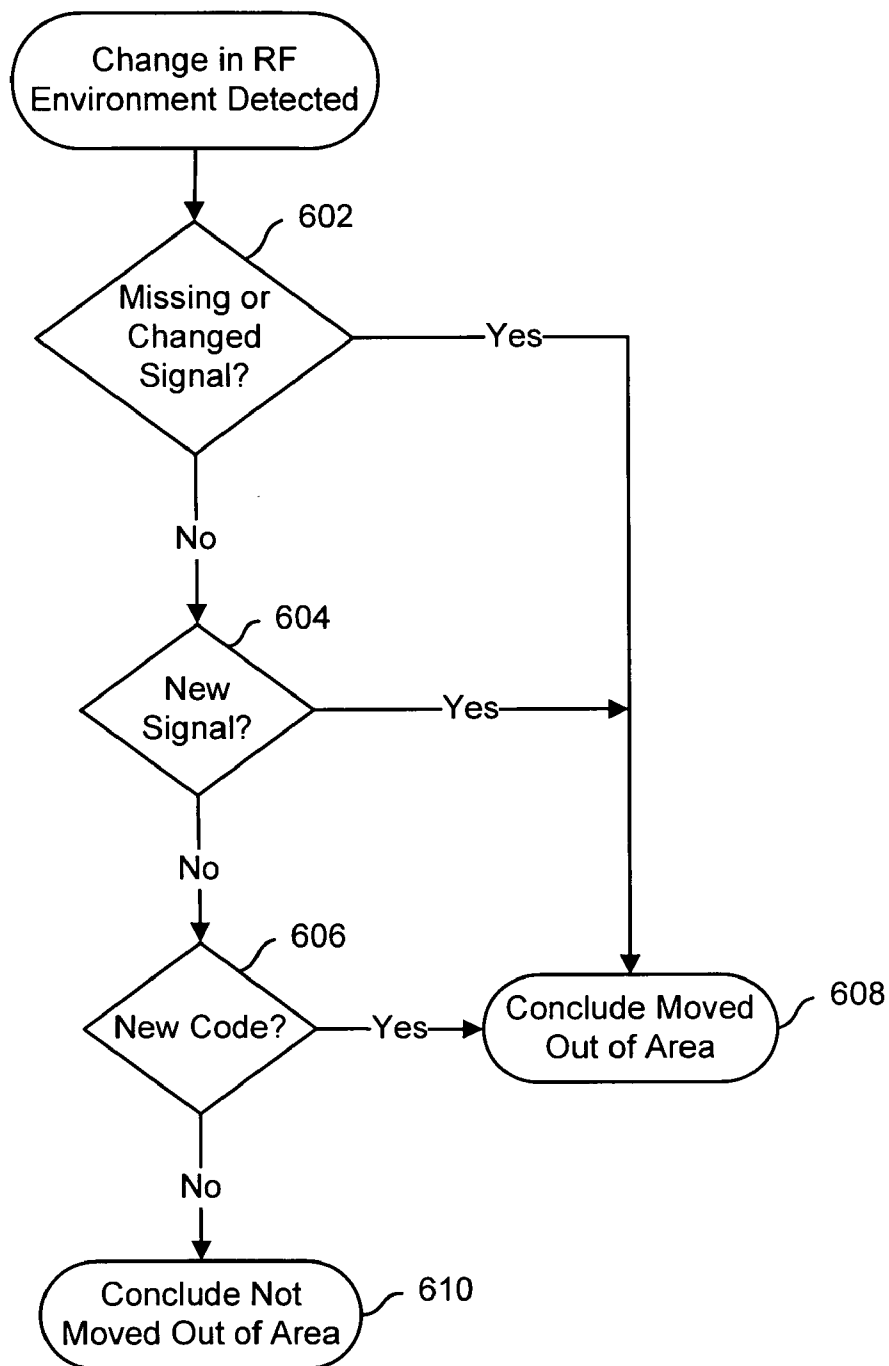 Change in RF
Environment Detected
602
Missing or
Changed
Signal?
Yes
No
604
New
Signal?
Yes
No
606
New Code?
Yes
Conclude Moved
Out of Area
608
No
Conclude Not
Moved Out of Area
610